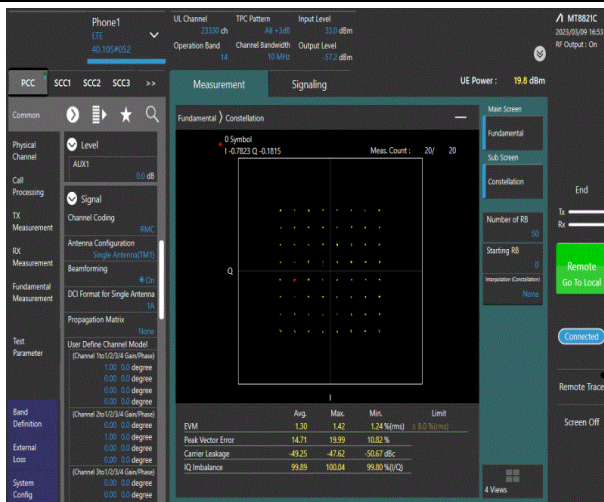 Phone1
LTE
40.105#052
UL Channel
TPC Pattern
Input Level
23330 ch
All +3dB
33.0 dBm
Operation Band
Channel Bandwidth
Output Level
14
10 MHz
-57.2 dBm
MT8821C
2023/03/09 16:53
RF Output : On
PCC
SCC1
SCC2
SCC3
>>
Measurement
Signaling
UE Power : 19.8 dBm
Common
Physical
Channel
Call
Processing
TX
Measurement
RX
Measurement
Fundamental
Measurement
Test
Parameter
Band
Definition
External
Loss
System
Config
Level
AUX1
0.0 dB
Signal
Channel Coding
RMC
Antenna Configuration
Single Antenna(TM1)
Beamforming
On
DCI Format for Single Antenna
1A
Propagation Matrix
None
User Define Channel Model
(Channel 1to1/2/3/4 Gain/Phase)
1.00 0.0 degree
0.00 0.0 degree
0.00 0.0 degree
0.00 0.0 degree
(Channel 2to1/2/3/4 Gain/Phase)
0.00 0.0 degree
1.00 0.0 degree
0.00 0.0 degree
0.00 0.0 degree
(Channel 3to1/2/3/4 Gain/Phase)
0.00 0.0 degree
0.00 0.0 degree
Fundamental 〉 Constellation
0 Symbol
I -0.7823 Q -0.1815
Meas. Count : 20/ 20
Q
I
Avg. Max. Min. Limit
EVM 1.30 1.42 1.24 %(rms) ≤ 8.0 %(rms)
Peak Vector Error 14.71 19.99 10.82 %
Carrier Leakage -49.25 -47.62 -50.67 dBc
IQ Imbalance 99.89 100.04 99.80 %(I/Q)
Main Screen
Fundamental
Sub Screen
Constellation
Number of RB
50
Starting RB
0
Interpolation (Constellation)
None
4 Views
End
Tx
Rx
Remote
Go To Local
Connected
Remote Trace
Screen Off